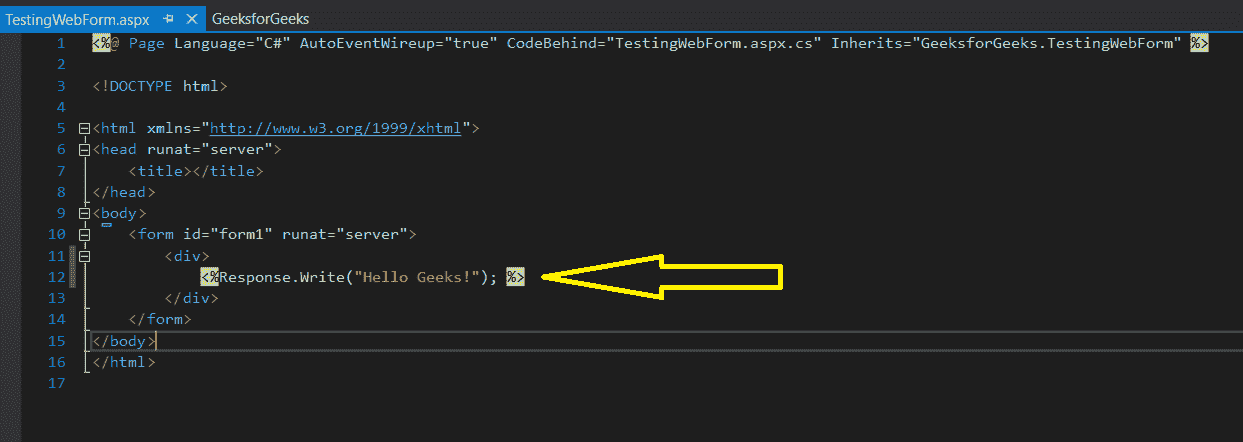 TestingWebForm.aspx GeeksforGeeks
1 <%@ Page Language="C#" AutoEventWireup="true" CodeBehind="TestingWebForm.aspx.cs" Inherits="GeeksforGeeks.TestingWebForm" %>
2
3 <!DOCTYPE html>
4
5 <html xmlns="http://www.w3.org/1999/xhtml">
6 <head runat="server">
7     <title></title>
8 </head>
9 <body>
10     <form id="form1" runat="server">
11         <div>
12             <%Response.Write("Hello Geeks!"); %>
13         </div>
14     </form>
15 </body>
16 </html>
17